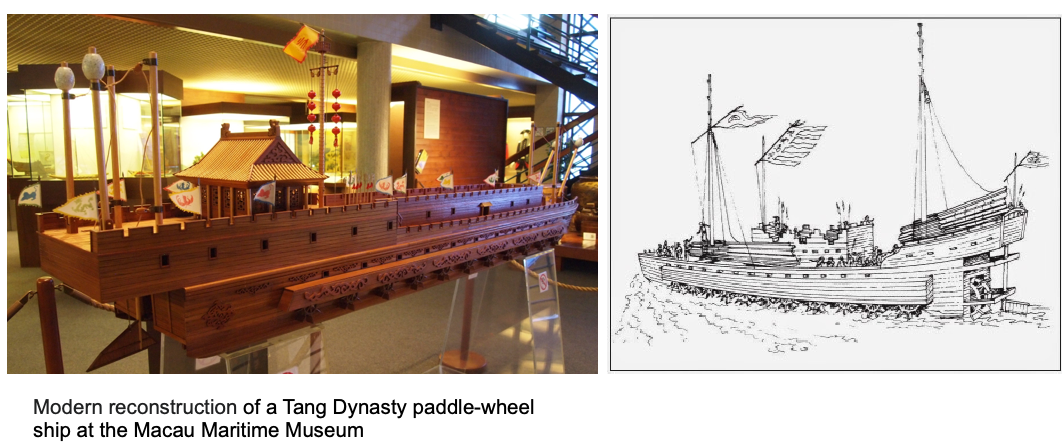 Modern reconstruction of a Tang Dynasty paddle-wheel
ship at the Macau Maritime Museum